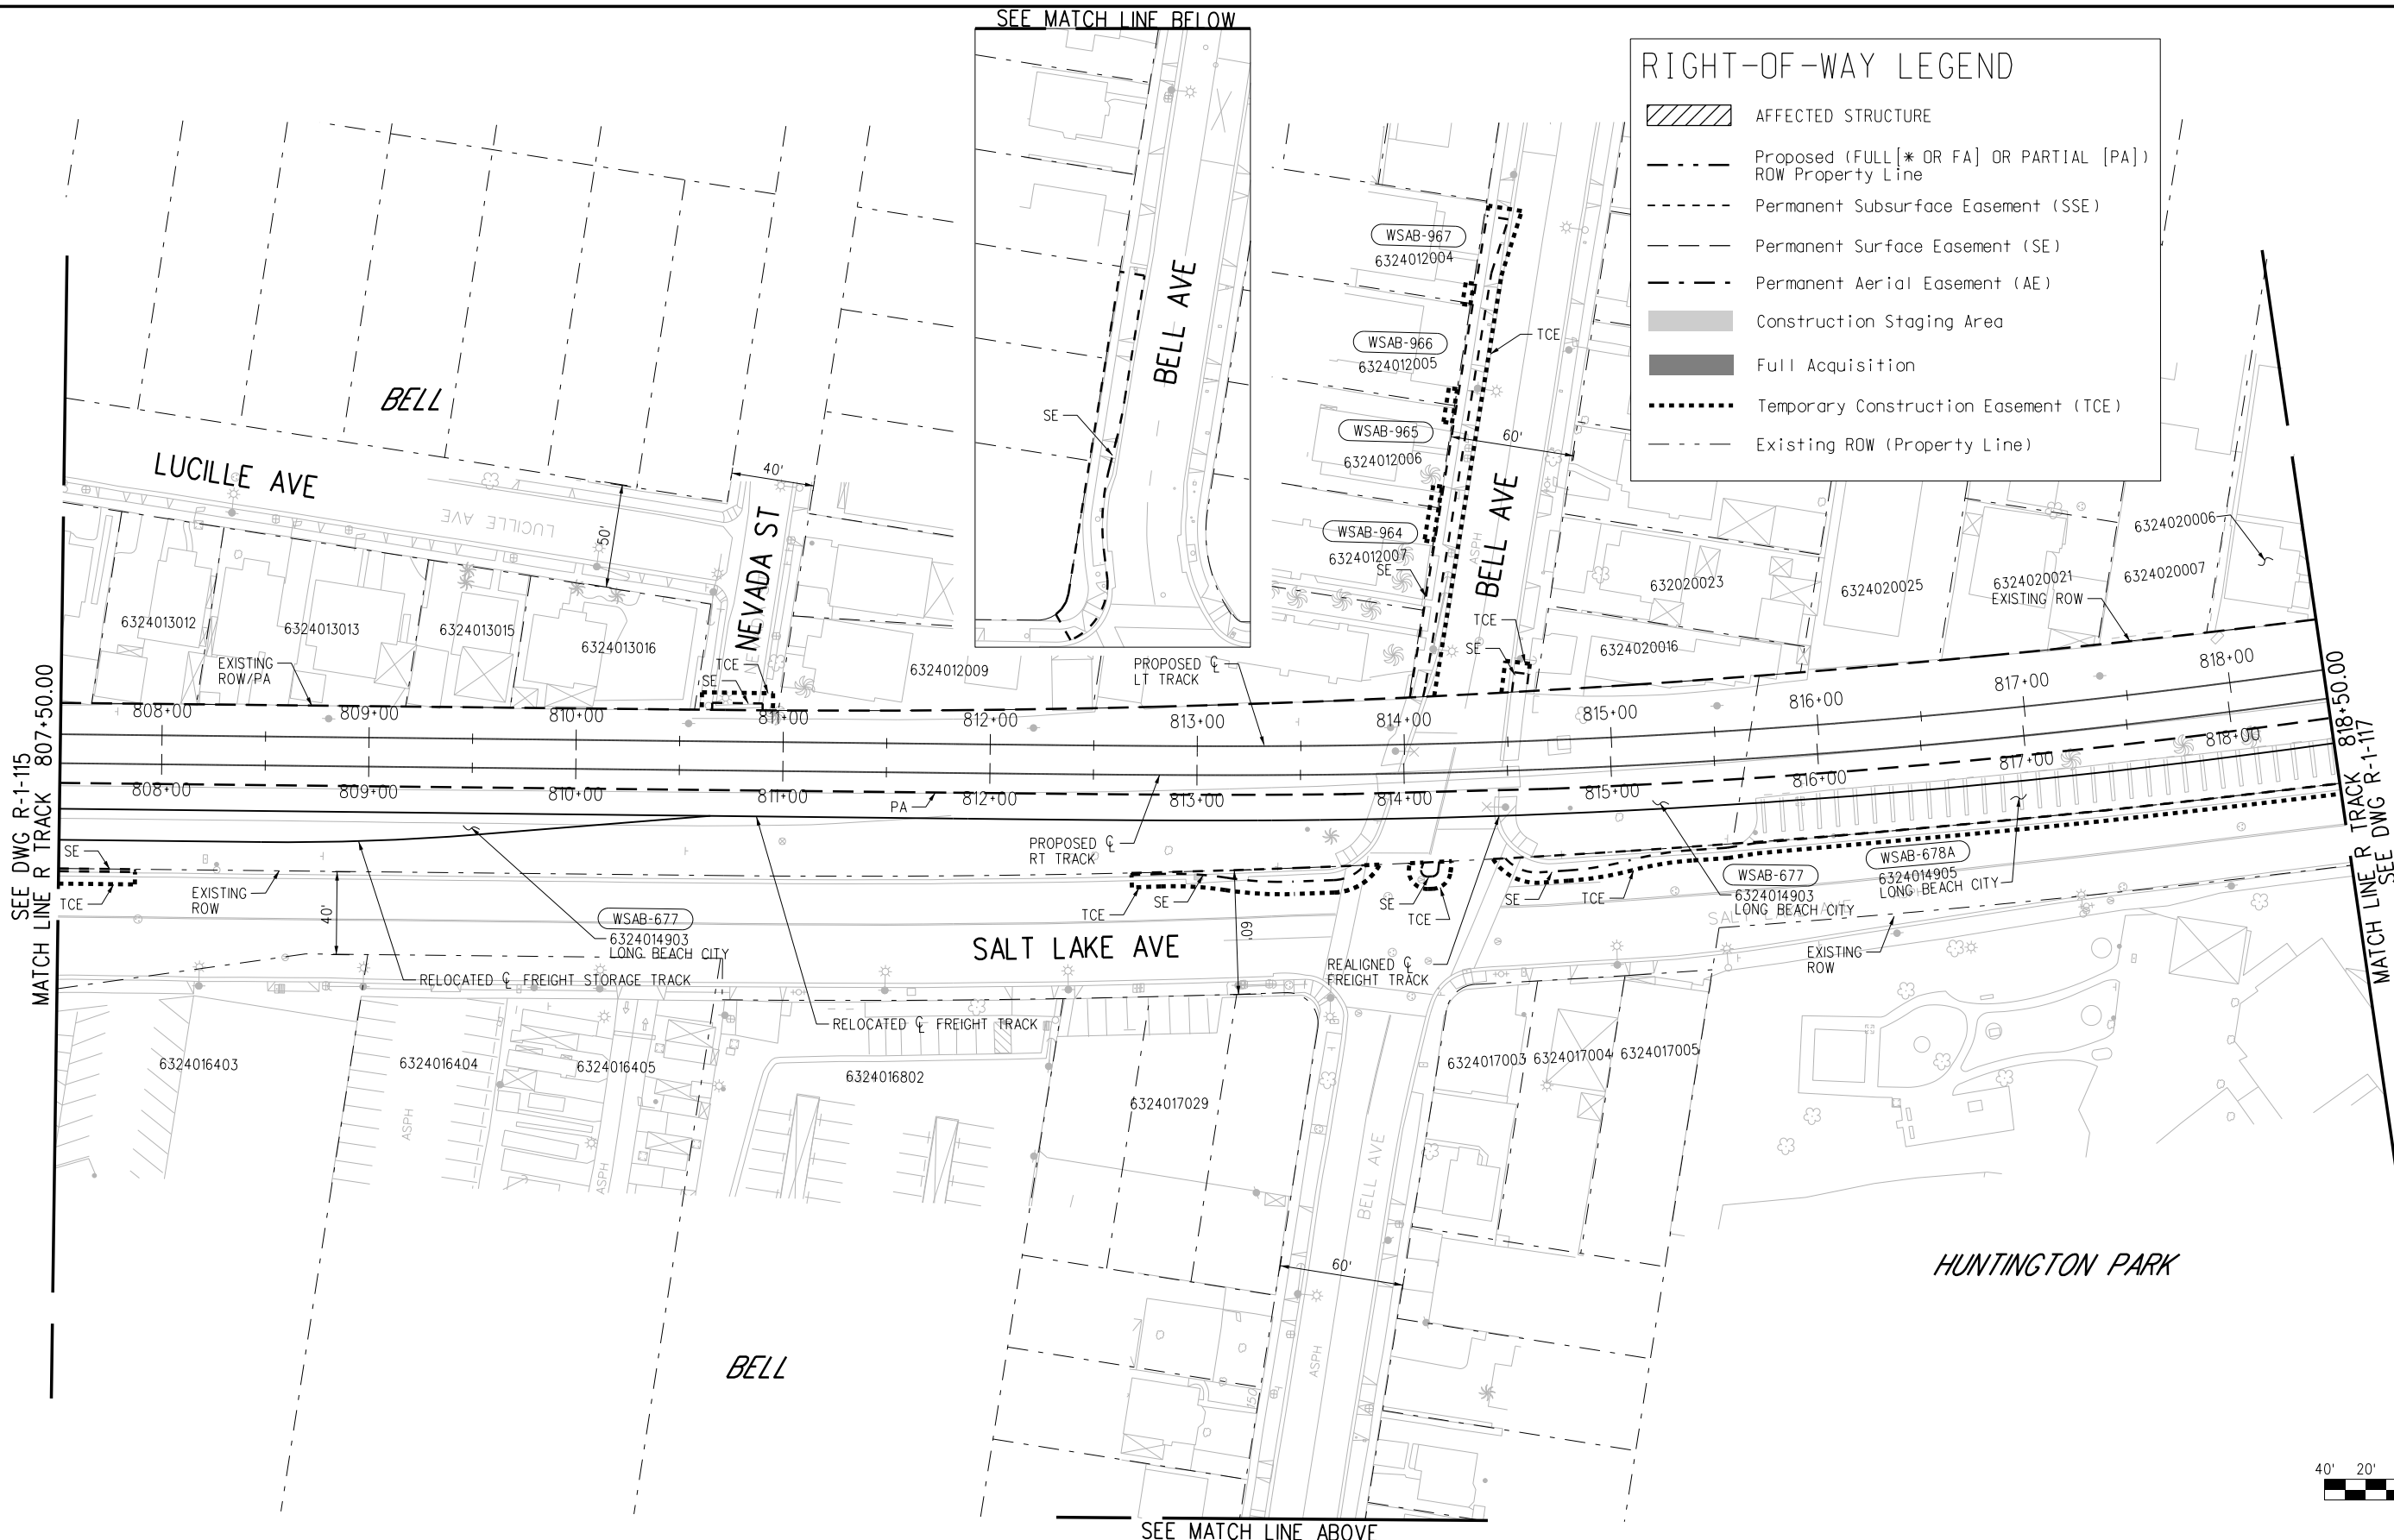 SEE MATCH LINE BELOW
RIGHT-OF-WAY LEGEND
AFFECTED STRUCTURE
Proposed (FULL[* OR FA] OR PARTIAL [PA])
ROW Property Line
Permanent Subsurface Easement (SSE)
Permanent Surface Easement (SE)
Permanent Aerial Easement (AE)
Construction Staging Area
Full Acquisition
Temporary Construction Easement (TCE)
Existing ROW (Property Line)
WSAB-967
6324012004
WSAB-966
6324012005
WSAB-965
6324012006
WSAB-964
6324012007
SE
TCE
60'
BELL AVE
ASPH
BELL AVE
SE
BELL
LUCILLE AVE
LUCILLE AVE
50'
40'
NEVADA ST
6324013012
6324013013
6324013015
6324013016
6324012009
EXISTING
ROW/PA
TCE
SE
PROPOSED ℄
LT TRACK
TCE
SE
632020023
6324020016
6324020025
6324020021
EXISTING ROW
6324020007
6324020006
808+00
809+00
810+00
811+00
812+00
813+00
814+00
815+00
816+00
817+00
818+00
808+00
809+00
810+00
811+00
812+00
813+00
814+00
815+00
816+00
817+00
818+00
SEE DWG R-1-115
MATCH LINE R TRACK 807+50.00
818+50.00
MATCH LINE R TRACK
SEE DWG R-1-117
PA
PROPOSED ℄
RT TRACK
SE
TCE
EXISTING
ROW
40'
WSAB-677
6324014903
LONG BEACH CITY
RELOCATED ℄ FREIGHT STORAGE TRACK
RELOCATED ℄ FREIGHT TRACK
SALT LAKE AVE
TCE
SE
60'
SE
TCE
SE
TCE
REALIGNED ℄
FREIGHT TRACK
WSAB-677
6324014903
LONG BEACH CITY
WSAB-678A
6324014905
LONG BEACH CITY
EXISTING
ROW
6324016403
6324016404
6324016405
6324016802
6324017029
6324017003
6324017004
6324017005
ASPH
ASPH
BELL AVE
60'
ASPH
150
BELL
HUNTINGTON PARK
40'
20'
SEE MATCH LINE ABOVE